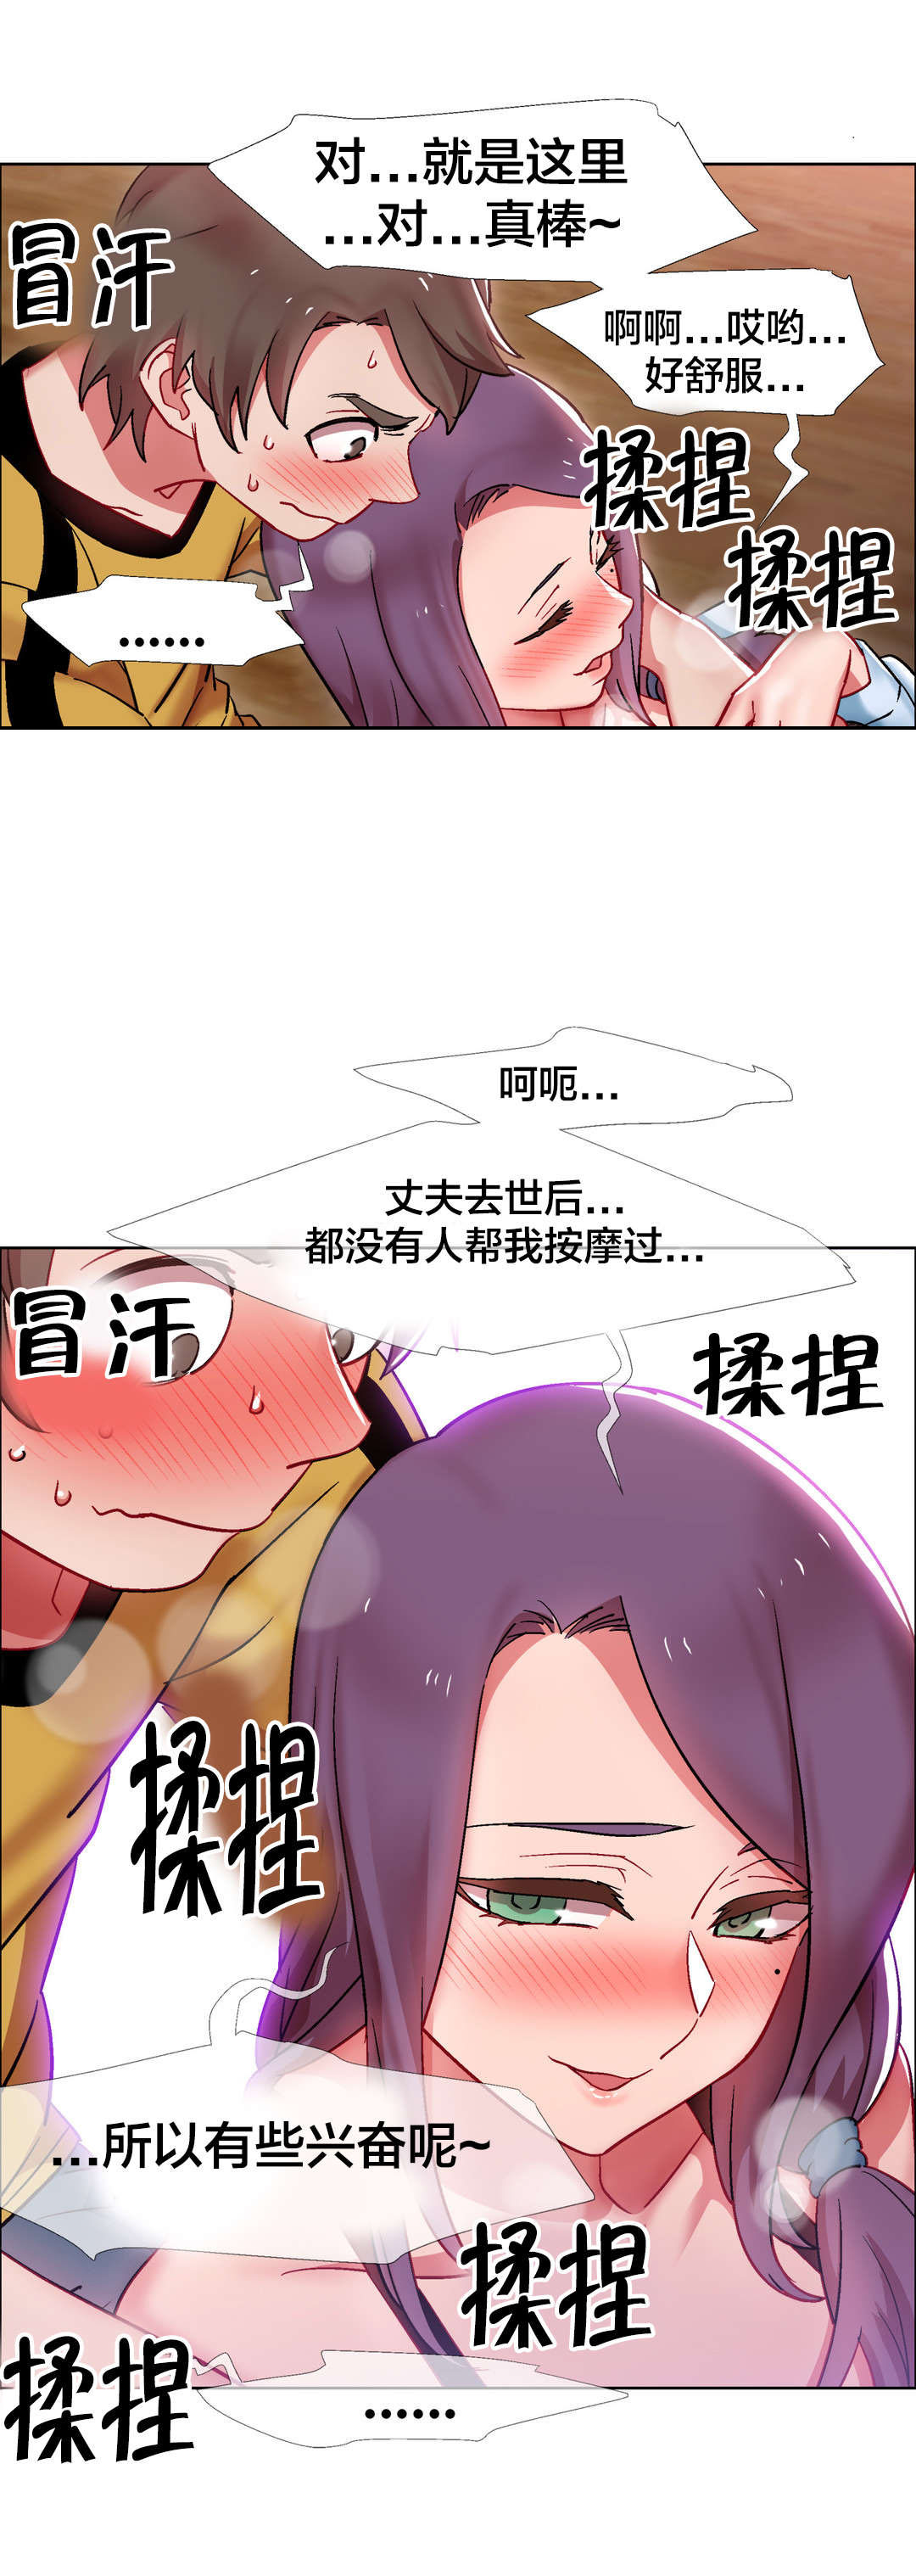 对…就是这里
…对…真棒~
冒汗
啊啊…哎哟…
好舒服…
揉捏
揉捏
……
呵呃…
丈夫去世后…
都没有人帮我按摩过…
冒汗
揉捏
揉捏
…所以有些兴奋呢~
揉捏
揉捏
……